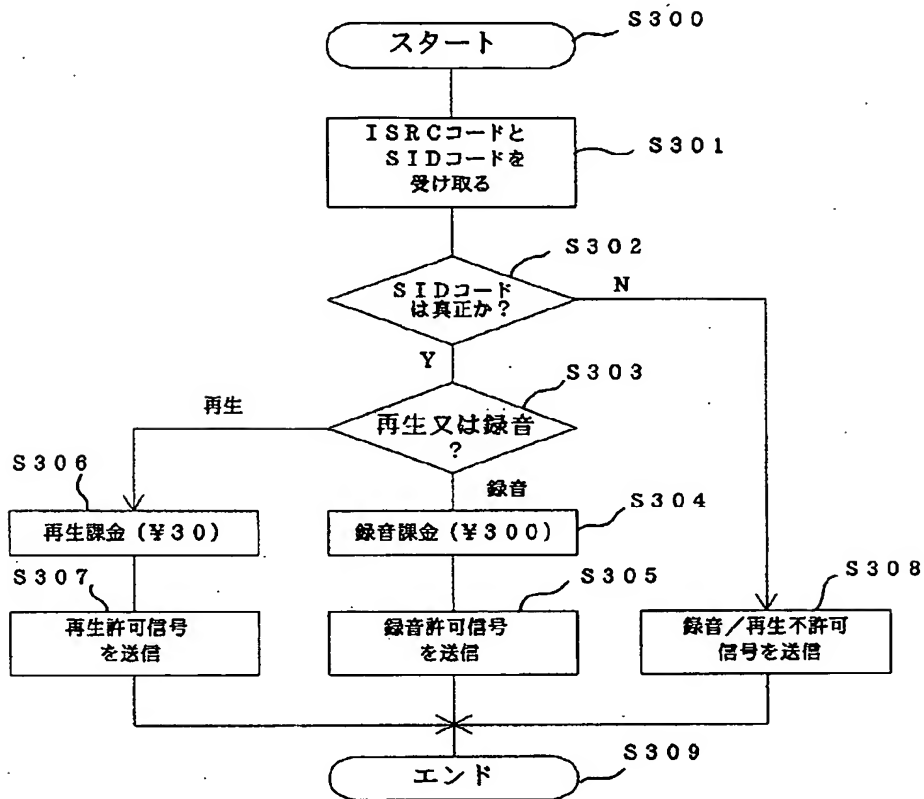 S300
スタート
ISRCコードと
SIDコードを
受け取る
S301
S302
SIDコード
は真正か?
N
Y
S303
再生
再生又は録音
?
録音
S306
再生課金(¥30)
録音課金(¥300)
S304
S307
再生許可信号
を送信
S305
録音許可信号
を送信
S308
録音/再生不許可
信号を送信
エンド
S309